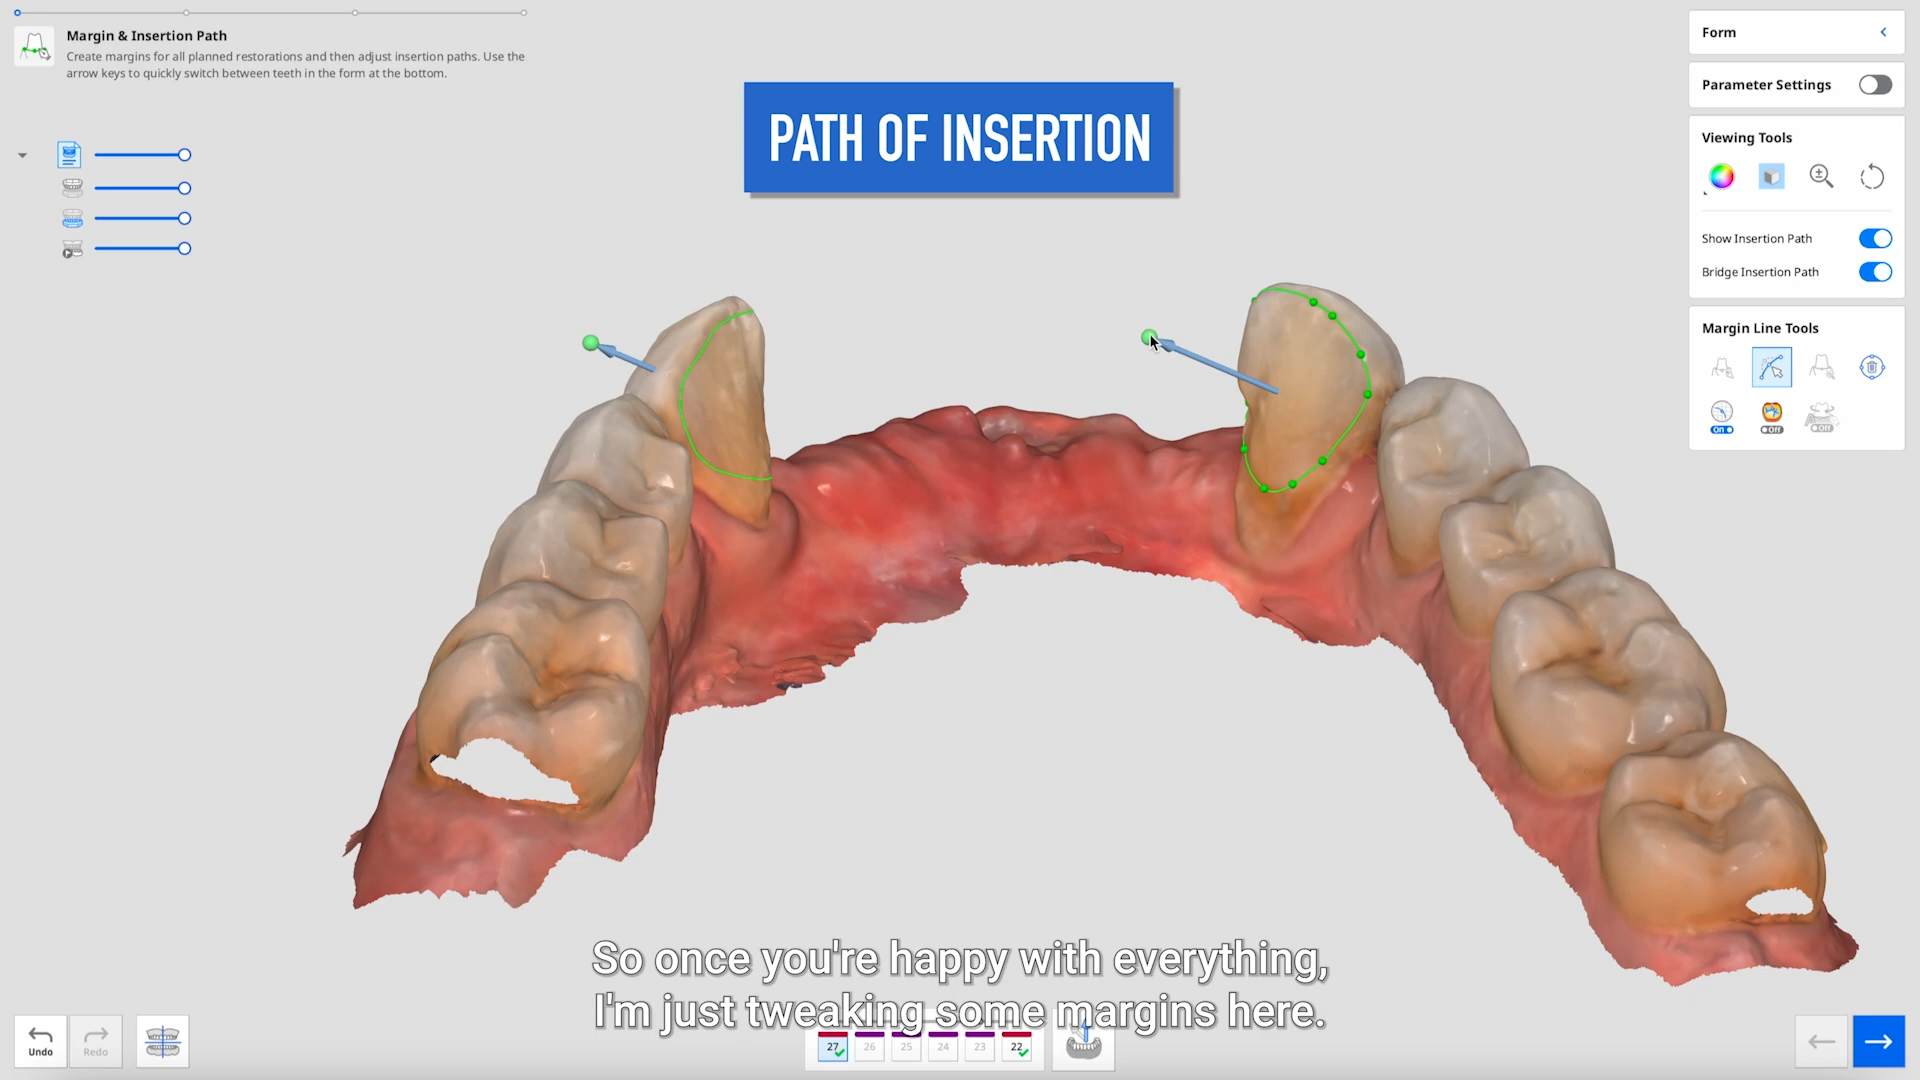 Margin & Insertion Path
Create margins for all planned restorations and then adjust insertion paths. Use the
arrow keys to quickly switch between teeth in the form at the bottom.
PATH OF INSERTION
Form
Parameter Settings
Viewing Tools
Show Insertion Path
Bridge Insertion Path
Margin Line Tools
On
Off
Off
So once you're happy with everything,
I'm just tweaking some margins here.
Undo
Redo
27
26
25
24
23
22